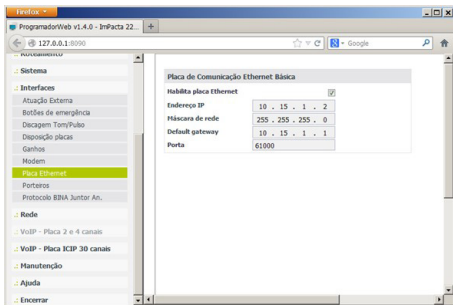 Firefox
ProgramadorWeb v1.4.0 - ImPacta 22...
127.0.0.1:8090
Google
Roteamento
Sistema
Interfaces
Atuação Externa
Botões de emergência
Discagem Tom/Pulso
Disposição placas
Ganhos
Modem
Placa Ethernet
Porteiros
Protocolo BINA Juntor An.
Rede
VoIP - Placa 2 e 4 canais
VoIP - Placa ICIP 30 canais
Manutenção
Ajuda
Encerrar
Placa de Comunicação Ethernet Básica
Habilita placa Ethernet
Endereço IP 10 . 15 . 1 . 2
Máscara de rede 255 . 255 . 255 . 0
Default gateway 10 . 15 . 1 . 1
Porta 61000